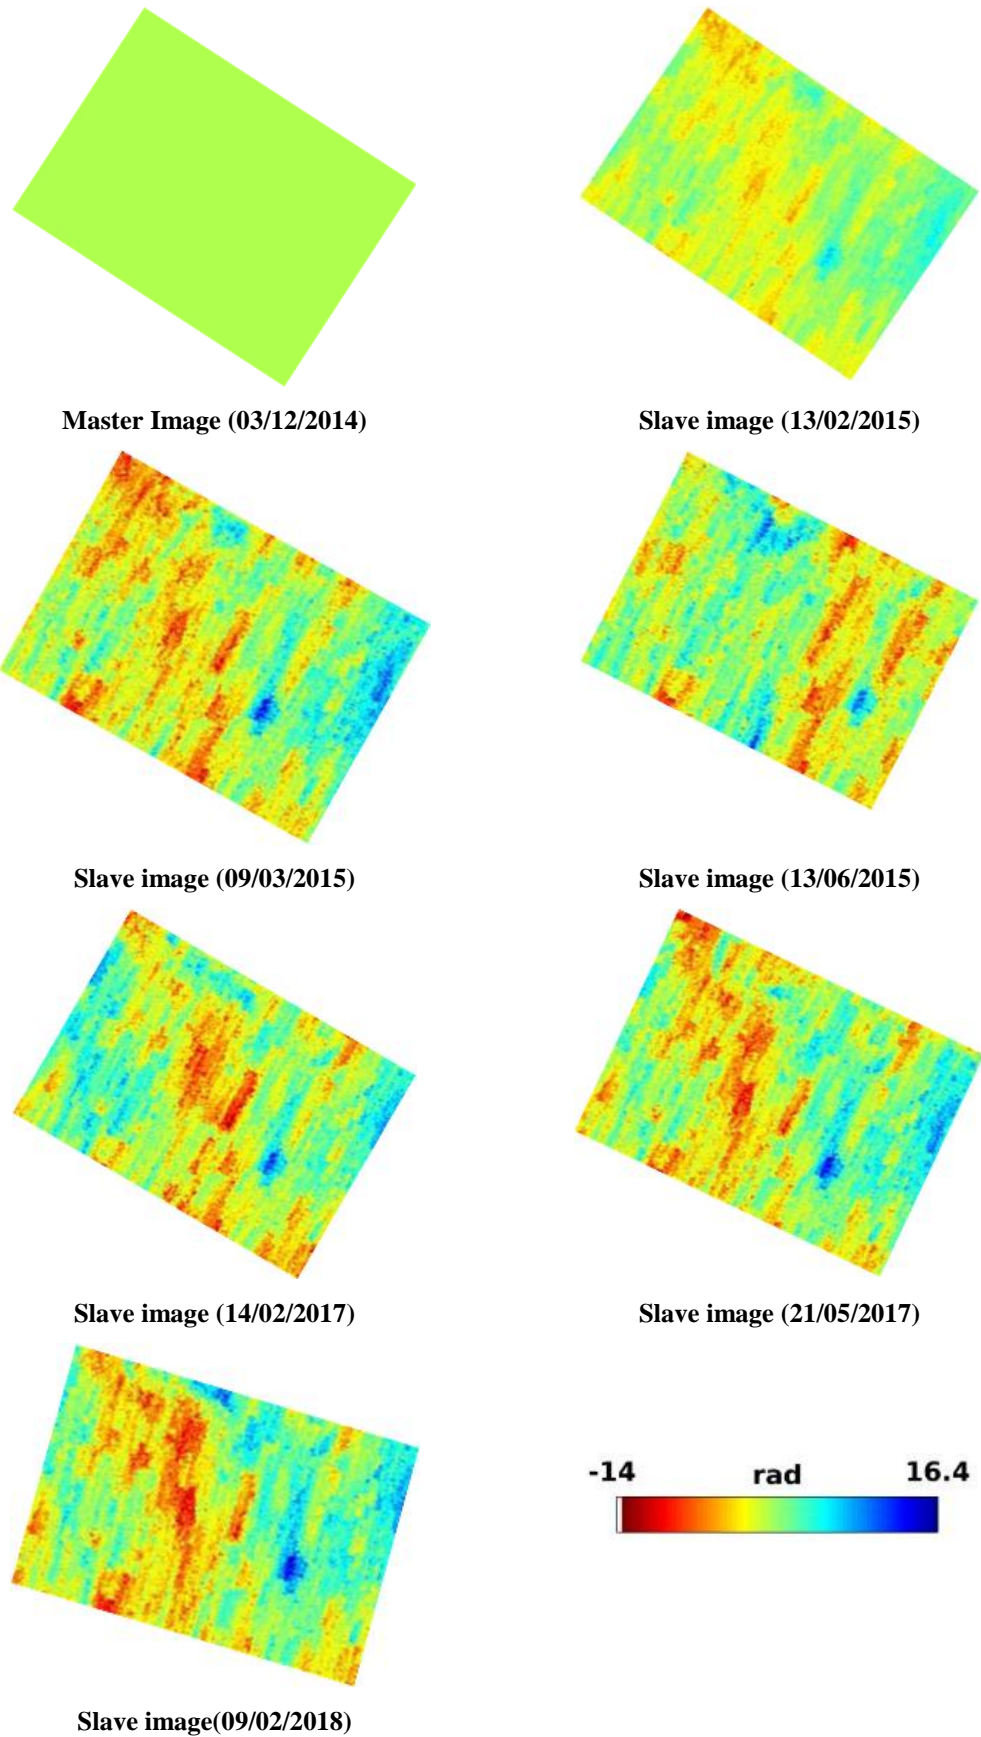 Master Image (03/12/2014)
Slave image (13/02/2015)
Slave image (09/03/2015)
Slave image (13/06/2015)
Slave image (14/02/2017)
Slave image (21/05/2017)
-14 rad 16.4
Slave image(09/02/2018)